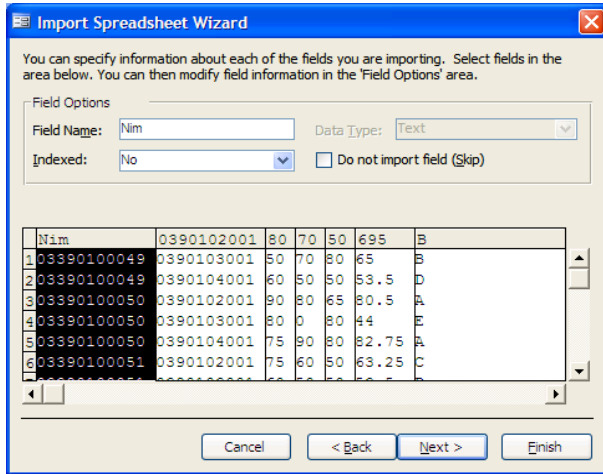 Import Spreadsheet Wizard
You can specify information about each of the fields you are importing. Select fields in the
area below. You can then modify field information in the 'Field Options' area.
Field Options
Field Name: Nim Data Type: Text
Indexed: No Do not import field (Skip)
Nim 0390102001 80 70 50 695 B
1 03390100049 0390103001 50 70 80 65 B
2 03390100049 0390104001 60 50 50 53.5 D
3 03390100050 0390102001 90 80 65 80.5 A
4 03390100050 0390103001 80 0 80 44 E
5 03390100050 0390104001 75 90 80 82.75 A
6 03390100051 0390102001 75 60 50 63.25 C
Cancel < Back Next > Finish